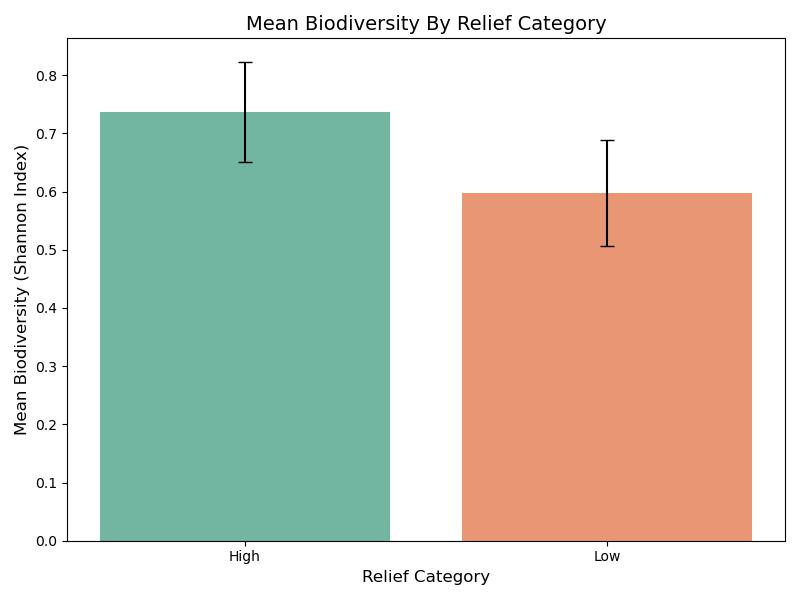 Mean Biodiversity By Relief Category
Mean Biodiversity (Shannon Index)
0.8
0.7
0.6
0.5
0.4
0.3
0.2
0.1
0.0
High
Low
Relief Category